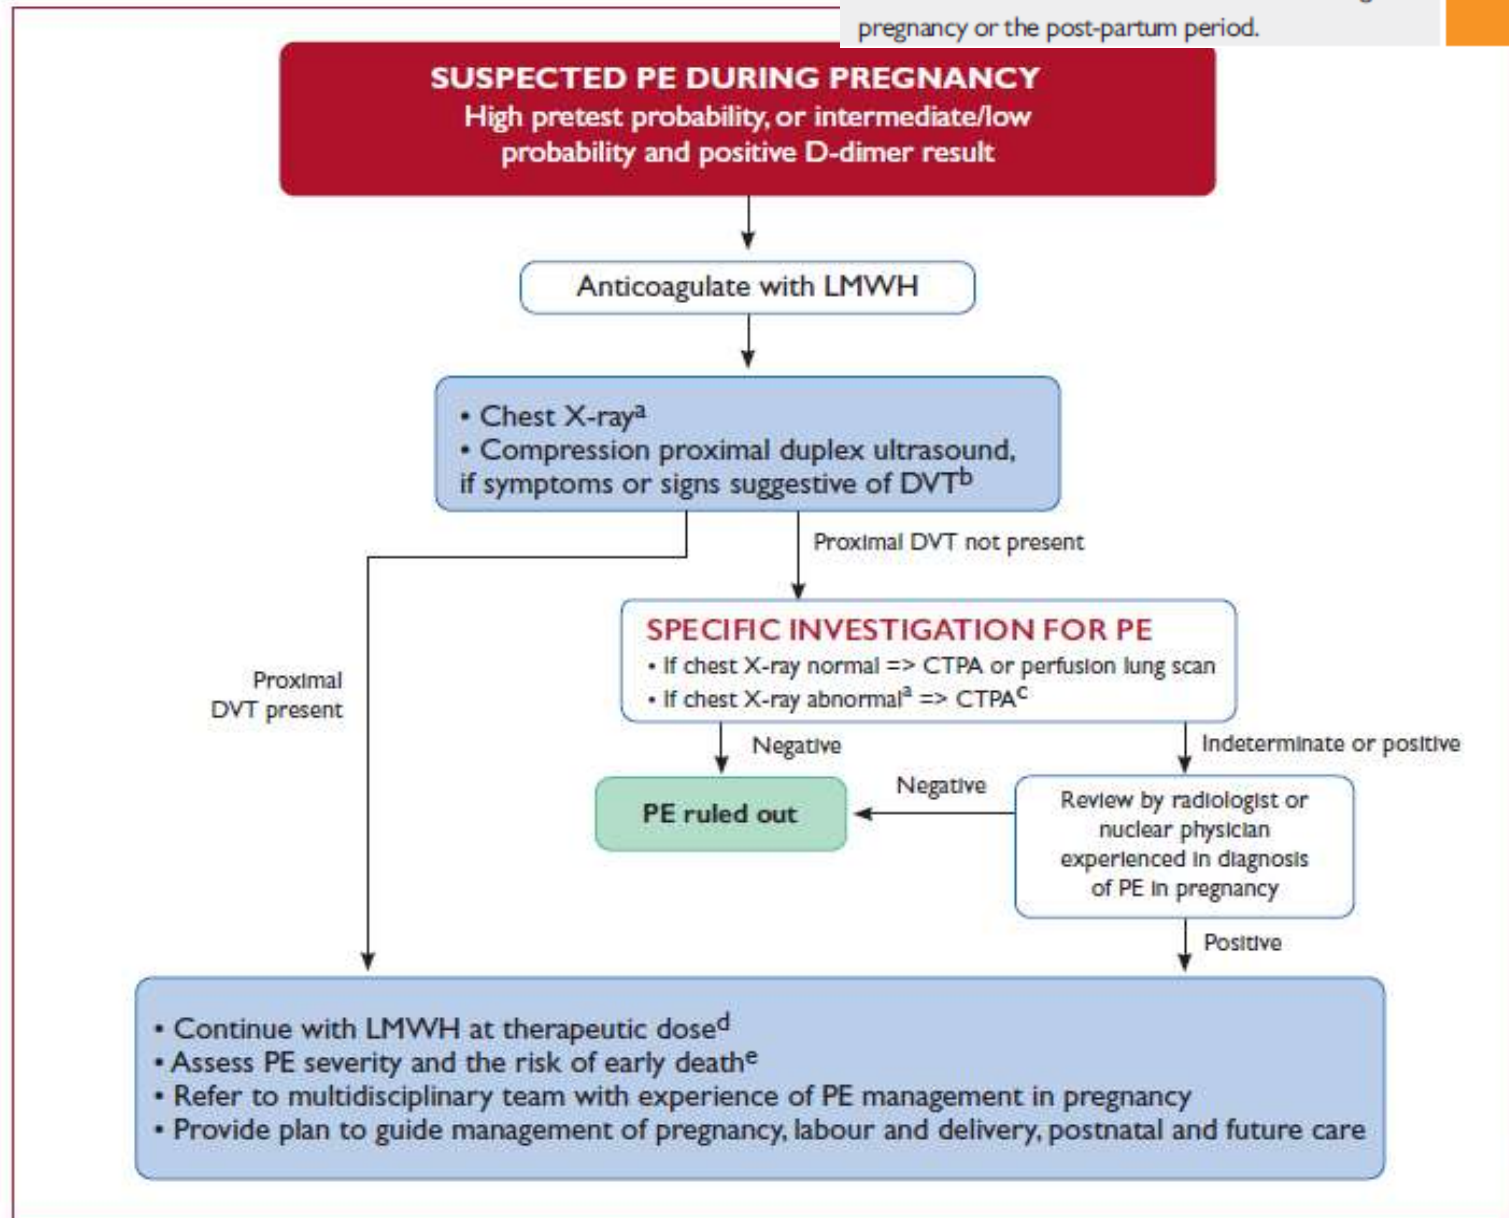 pregnancy or the post-partum period.
SUSPECTED PE DURING PREGNANCY
High pretest probability, or intermediate/low
probability and positive D-dimer result
Anticoagulate with LMWH
• Chest X-rayᵃ
• Compression proximal duplex ultrasound,
if symptoms or signs suggestive of DVTᵇ
Proximal DVT not present
Proximal
DVT present
SPECIFIC INVESTIGATION FOR PE
• If chest X-ray normal => CTPA or perfusion lung scan
• If chest X-ray abnormalᵃ => CTPAᶜ
Negative
Indeterminate or positive
PE ruled out
Negative
Review by radiologist or
nuclear physician
experienced in diagnosis
of PE in pregnancy
Positive
• Continue with LMWH at therapeutic doseᵈ
• Assess PE severity and the risk of early deathᵉ
• Refer to multidisciplinary team with experience of PE management in pregnancy
• Provide plan to guide management of pregnancy, labour and delivery, postnatal and future care